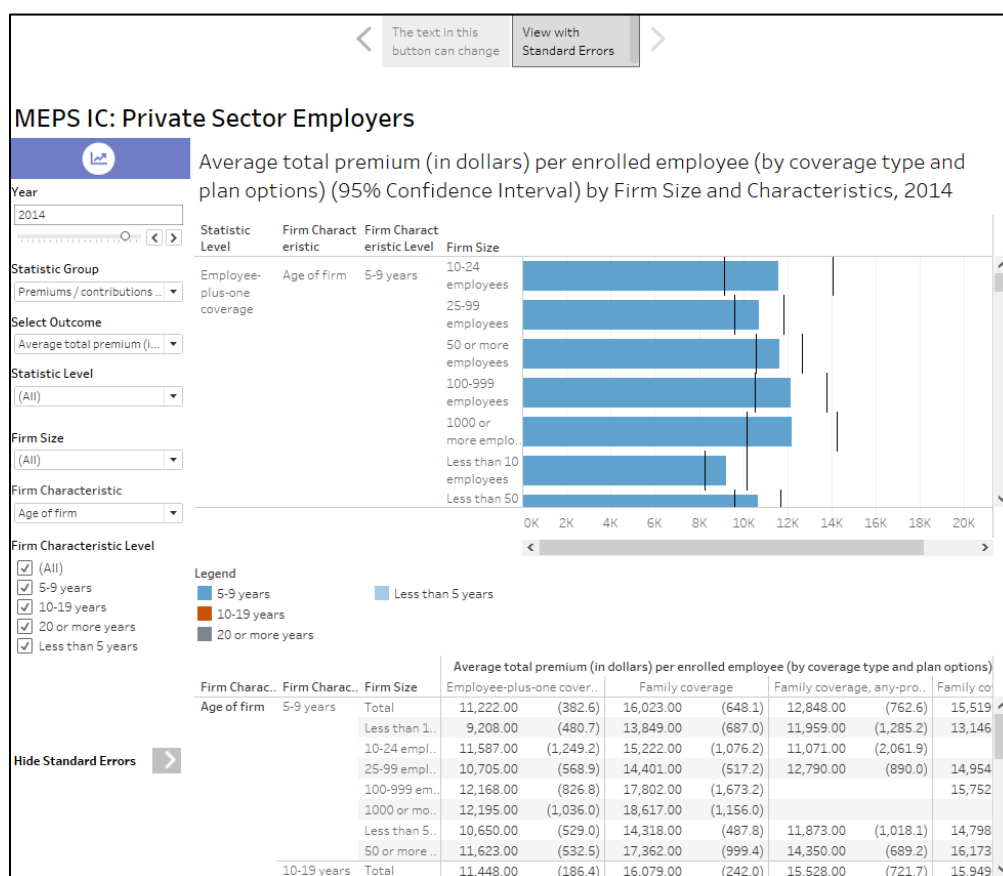 The text in this
button can change
View with
Standard Errors
MEPS IC: Private Sector Employers
Year
2014
Statistic Group
Premiums / contributions ..
Select Outcome
Average total premium (i...
Statistic Level
(All)
Firm Size
(All)
Firm Characteristic
Age of firm
Firm Characteristic Level
(All)
5-9 years
10-19 years
20 or more years
Less than 5 years
Hide Standard Errors
Average total premium (in dollars) per enrolled employee (by coverage type and
plan options) (95% Confidence Interval) by Firm Size and Characteristics, 2014
Statistic Firm Charact Firm Charact
Level eristic eristic Level Firm Size
Employee- Age of firm 5-9 years 10-24
plus-one employees
coverage 25-99
employees
50 or more
employees
100-999
employees
1000 or
more emplo..
Less than 10
employees
Less than 50
0K 2K 4K 6K 8K 10K 12K 14K 16K 18K 20K
Legend
5-9 years Less than 5 years
10-19 years
20 or more years
Average total premium (in dollars) per enrolled employee (by coverage type and plan options)
Firm Charac.. Firm Charac.. Firm Size Employee-plus-one cover.. Family coverage Family coverage, any-pro.. Family co
Age of firm 5-9 years Total 11,222.00 (382.6) 16,023.00 (648.1) 12,848.00 (762.6) 15,519
Less than 1.. 9,208.00 (480.7) 13,849.00 (687.0) 11,959.00 (1,285.2) 13,146
10-24 empl.. 11,587.00 (1,249.2) 15,222.00 (1,076.2) 11,071.00 (2,061.9)
25-99 empl.. 10,705.00 (568.9) 14,401.00 (517.2) 12,790.00 (890.0) 14,954
100-999 em.. 12,168.00 (826.8) 17,802.00 (1,673.2) 15,752
1000 or mo.. 12,195.00 (1,036.0) 18,617.00 (1,156.0)
Less than 5.. 10,650.00 (529.0) 14,318.00 (487.8) 11,873.00 (1,018.1) 14,798
50 or more .. 11,623.00 (532.5) 17,362.00 (999.4) 14,350.00 (689.2) 16,173
10-19 years Total 11,448.00 (186.4) 16,079.00 (242.0) 15,528.00 (721.7) 15,949